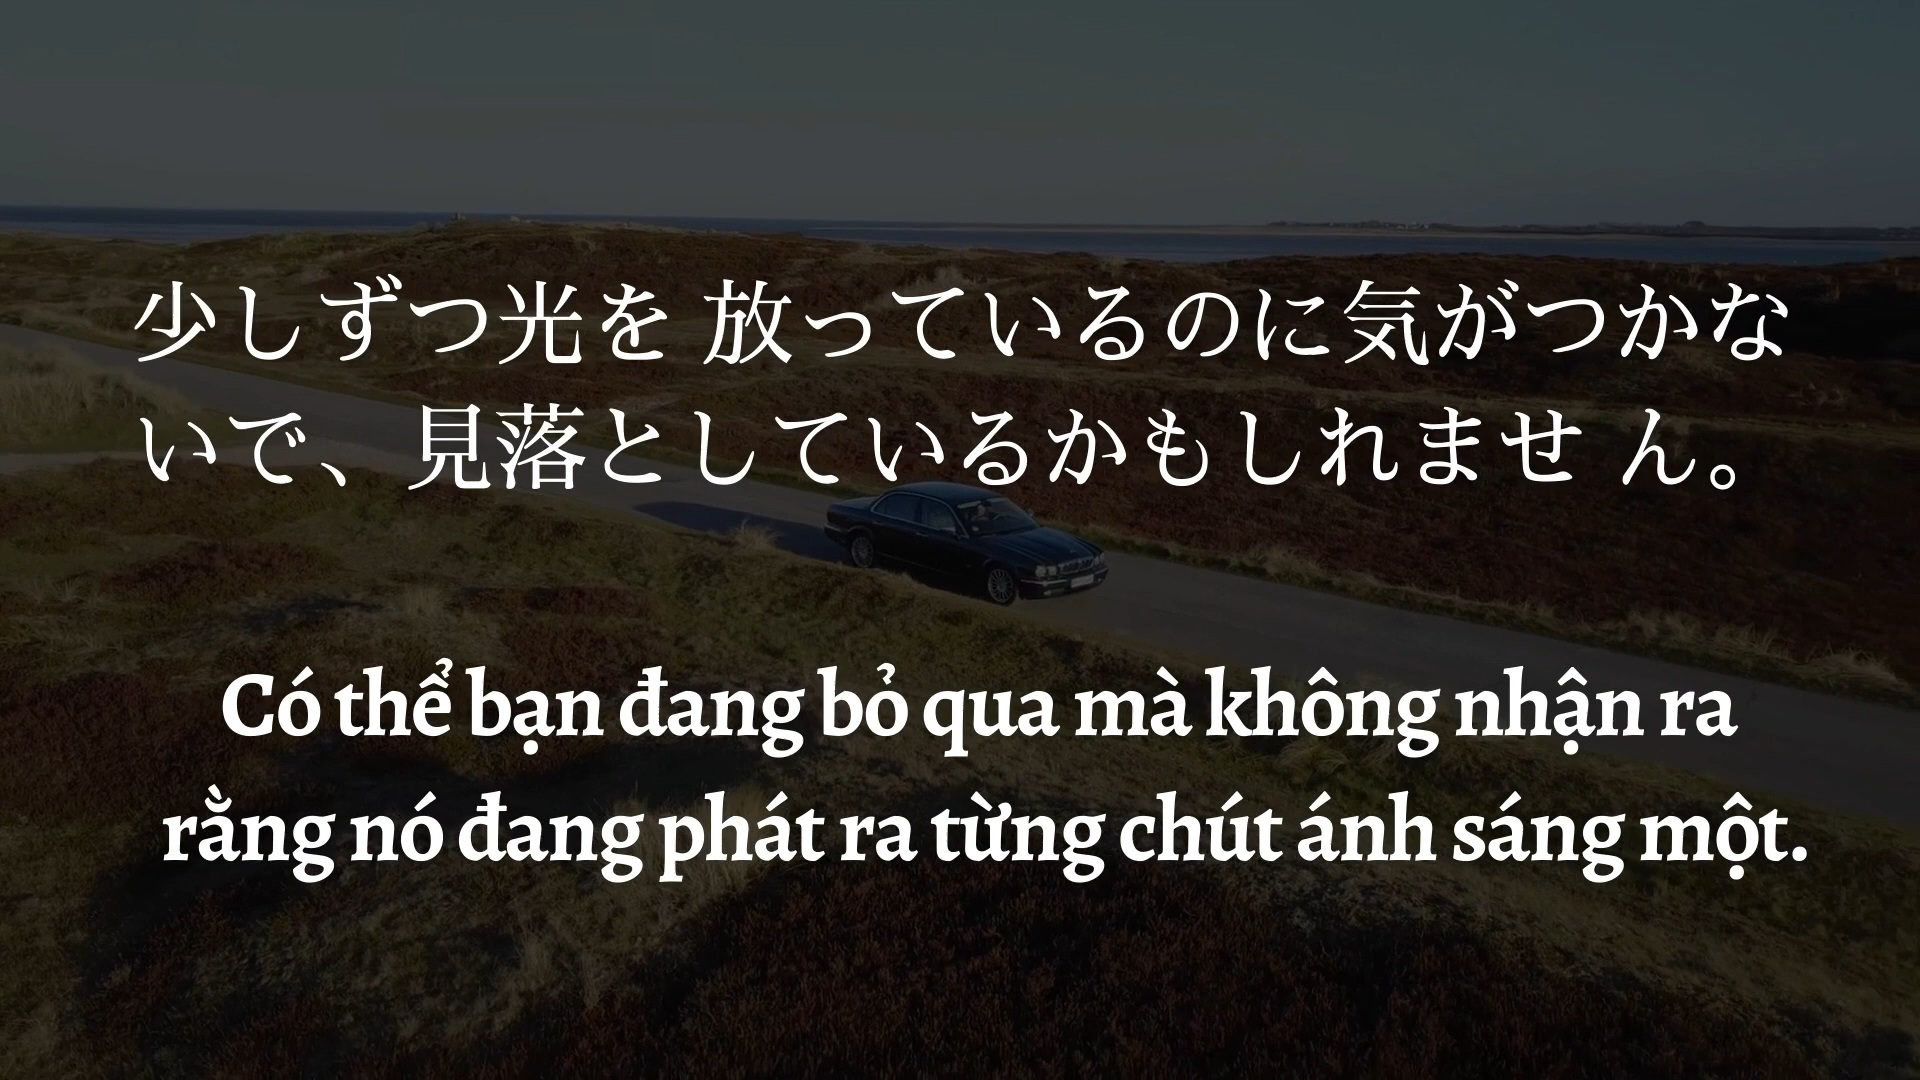 少しずつ光を 放っているのに気がつかな
いで、見落としているかもしれませ ん。
Có thể bạn đang bỏ qua mà không nhận ra
rằng nó đang phát ra từng chút ánh sáng một.